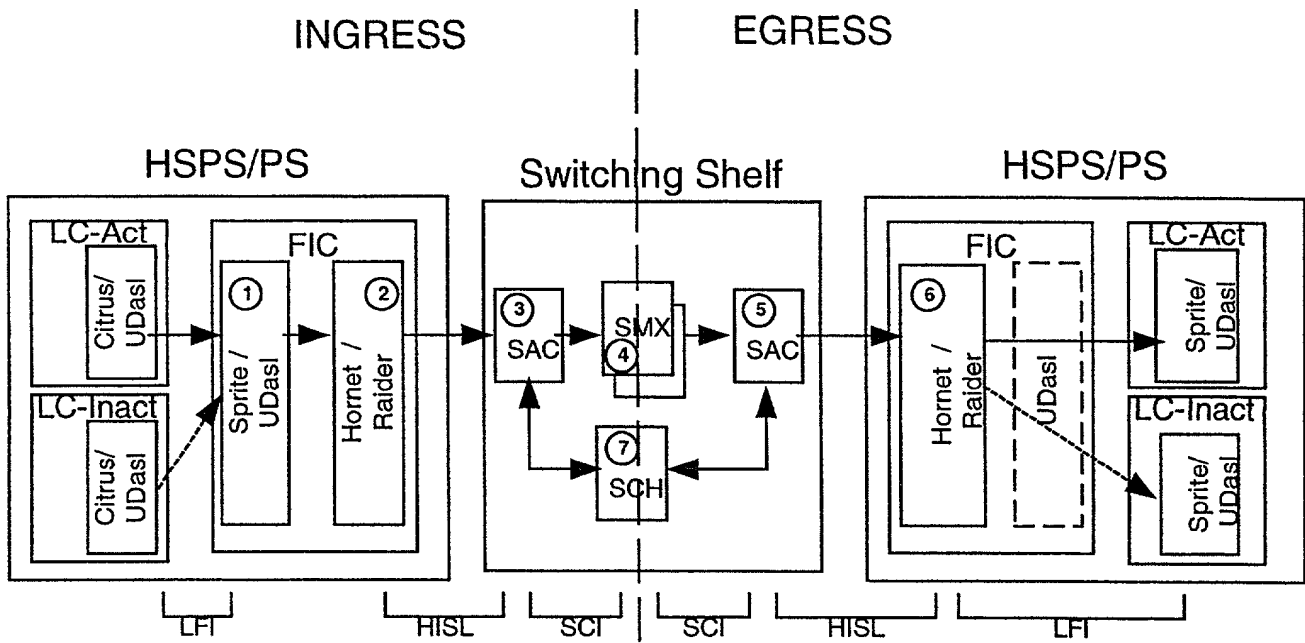 INGRESS
EGRESS
HSPS/PS
Switching Shelf
HSPS/PS
LC-Act
Citrus/
UDasl
LC-Inact
Citrus/
UDasl
FIC
1
Sprite /
UDasl
2
Hornet /
Raider
3
SAC
SMX
4
5
SAC
7
SCH
FIC
6
Hornet /
Raider
UDasl
LC-Act
Sprite/
UDasl
LC-Inact
Sprite/
UDasl
LFI
HISL
SCI
SCI
HISL
LFI